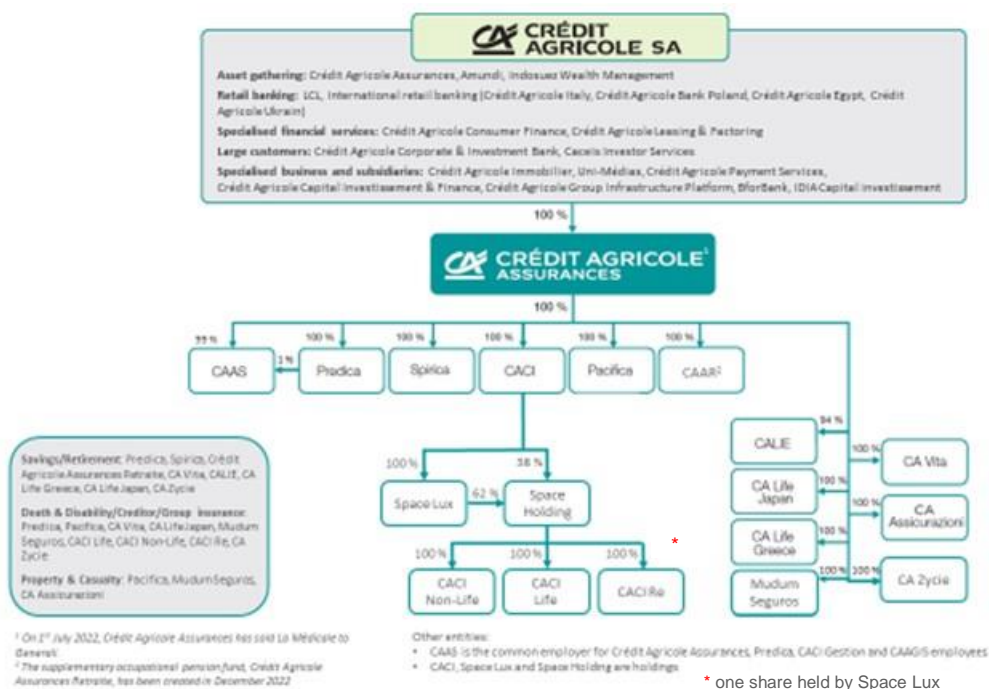 CA CRÉDIT
AGRICOLE SA
Asset gathering: Crédit Agricole Assurances, Amundi, Indosuez Wealth Management
Retail banking: LCL, International retail banking (Crédit Agricole Italy, Crédit Agricole Bank Poland, Crédit Agricole Egypt, Crédit
Agricole Ukrain)
Specialised financial services: Crédit Agricole Consumer Finance, Crédit Agricole Leasing & Factoring
Large customers: Crédit Agricole Corporate & Investment Bank, Caceis Investor Services
Specialised business and subsidiaries: Crédit Agricole Immobilier, Uni-Médias, Crédit Agricole Payment Services,
Crédit Agricole Capital Investissement & Finance, Crédit Agricole Group Infrastructure Platform, BforBank, IDIA Capital Investissement
100 %
CA CRÉDIT AGRICOLE¹
ASSURANCES
100 %
99 %
100 %
100 %
100 %
100 %
100 %
CAAS
1 %
Predica
Spirica
CACI
Pacifica
CAAR²
94 %
CALIE
100 %
CA Vita
100 %
CA Life
Japan
100 %
CA
Assicurazioni
100 %
CA Life
Greece
100 %
100 %
Mudum
Seguros
CA Zycie
100 %
38 %
Space Lux
62 %
Space
Holding
100 %
100 %
100 %
*
CACI
Non-Life
CACI
Life
CACI Re
Savings/Retirement: Predica, Spirica, Crédit
Agricole Assurances Retraite, CA Vita, CALIE, CA
Life Greece, CA Life Japan, CA Zycie
Death & Disability/Creditor/Group insurance:
Predica, Pacifica, CA Vita, CA Life Japan, Mudum
Seguros, CACI Life, CACI Non-Life, CACI Re, CA
Zycie
Property & Casualty: Pacifica, Mudum Seguros,
CA Assicurazioni
¹ On 1st July 2022, Crédit Agricole Assurances has sold La Médicale to
Generali
² The supplementary occupational pension fund, Crédit Agricole
Assurances Retraite, has been created in December 2022
Other entities:
• CAAS is the common employer for Crédit Agricole Assurances, Predica, CACI Gestion and CAAGIS employees
• CACI, Space Lux and Space Holding are holdings
* one share held by Space Lux